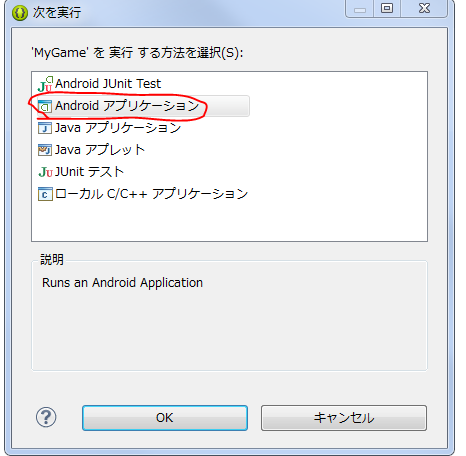 次を実行
'MyGame' を 実行 する方法を選択(S):
Android JUnit Test
Android アプリケーション
Java アプリケーション
Java アプレット
JUnit テスト
ローカル C/C++ アプリケーション
説明
Runs an Android Application
OK
キャンセル